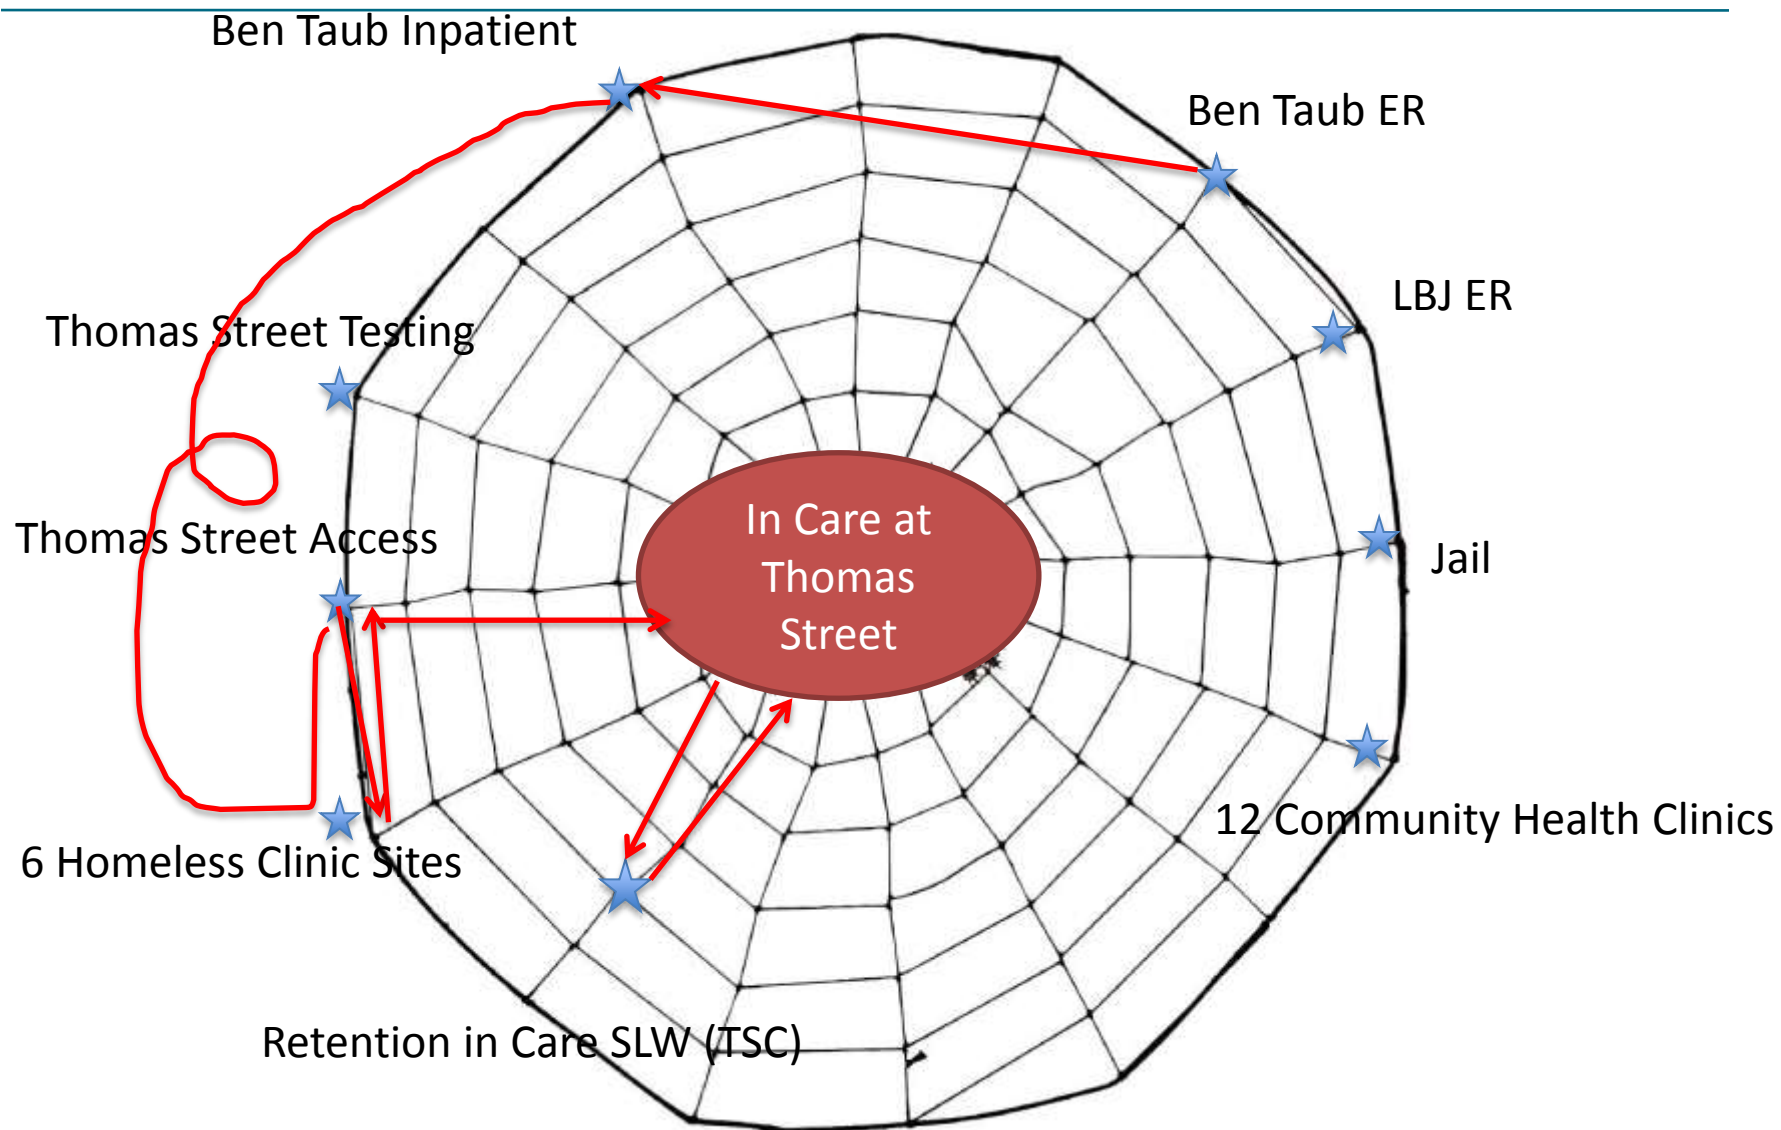 Ben Taub Inpatient
Ben Taub ER
LBJ ER
Thomas Street Testing
Thomas Street Access
In Care at
Thomas
Street
Jail
12 Community Health Clinics
6 Homeless Clinic Sites
Retention in Care SLW (TSC)